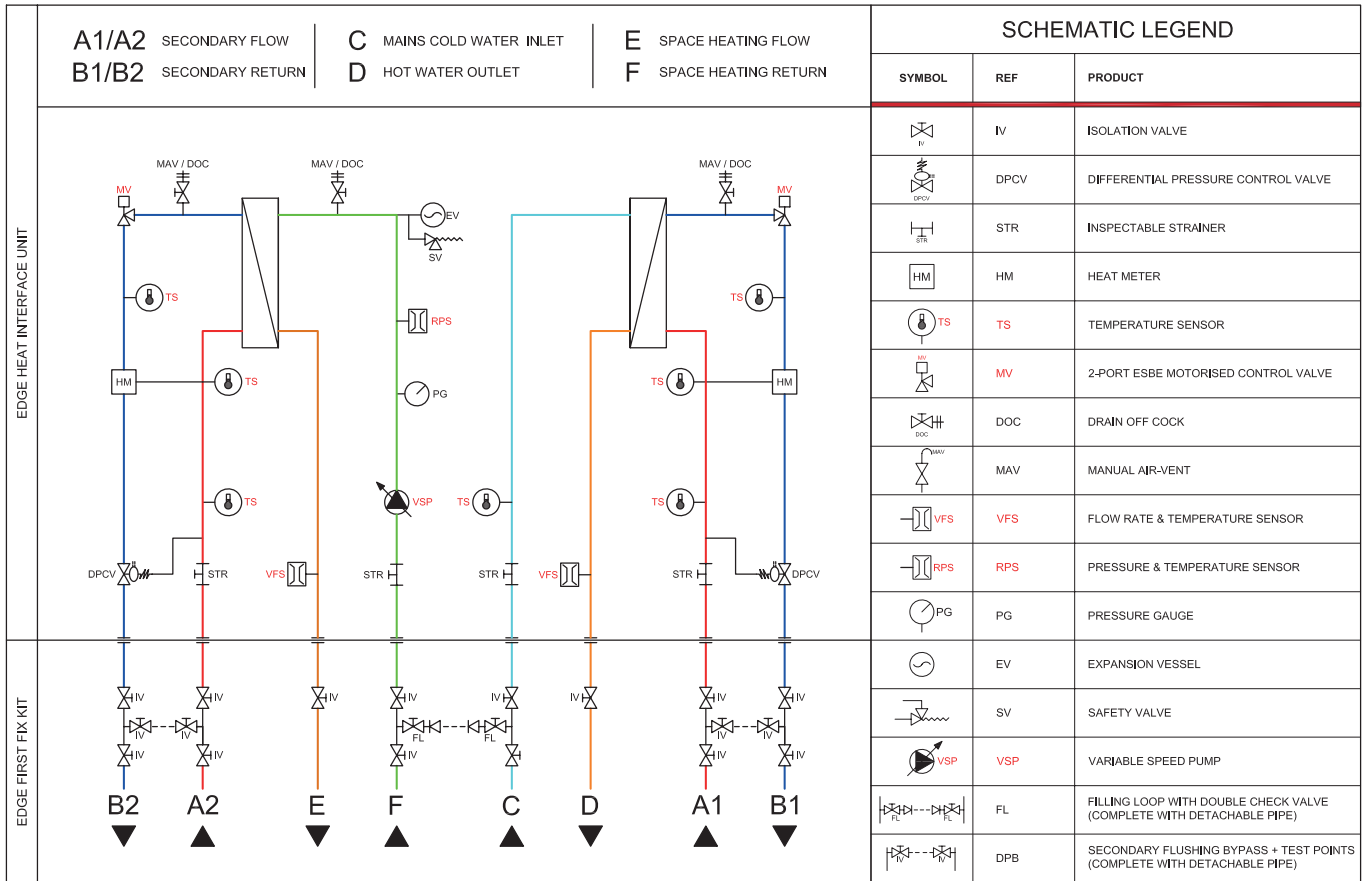 A1/A2 SECONDARY FLOW
B1/B2 SECONDARY RETURN
C MAINS COLD WATER INLET
D HOT WATER OUTLET
E SPACE HEATING FLOW
F SPACE HEATING RETURN
EDGE HEAT INTERFACE UNIT
MAV / DOC
MAV / DOC
MAV / DOC
MV
MV
EV
SV
TS
TS
RPS
HM
TS
PG
TS
HM
TS
VSP
TS
TS
DPCV
STR
VFS
STR
STR
VFS
STR
DPCV
EDGE FIRST FIX KIT
IV
IV
IV
IV
IV
IV
IV
IV
IV
IV
FL
FL
IV
IV
IV
IV
IV
IV
IV
B2
A2
E
F
C
D
A1
B1
SCHEMATIC LEGEND
SYMBOL REF PRODUCT
IV IV ISOLATION VALVE
DPCV DPCV DIFFERENTIAL PRESSURE CONTROL VALVE
STR STR INSPECTABLE STRAINER
HM HM HEAT METER
TS TS TEMPERATURE SENSOR
MV MV 2-PORT ESBE MOTORISED CONTROL VALVE
DOC DOC DRAIN OFF COCK
MAV MAV MANUAL AIR-VENT
VFS VFS FLOW RATE & TEMPERATURE SENSOR
RPS RPS PRESSURE & TEMPERATURE SENSOR
PG PG PRESSURE GAUGE
EV EXPANSION VESSEL
SV SAFETY VALVE
VSP VSP VARIABLE SPEED PUMP
FL FL FL FILLING LOOP WITH DOUBLE CHECK VALVE
(COMPLETE WITH DETACHABLE PIPE)
IV IV DPB SECONDARY FLUSHING BYPASS + TEST POINTS
(COMPLETE WITH DETACHABLE PIPE)